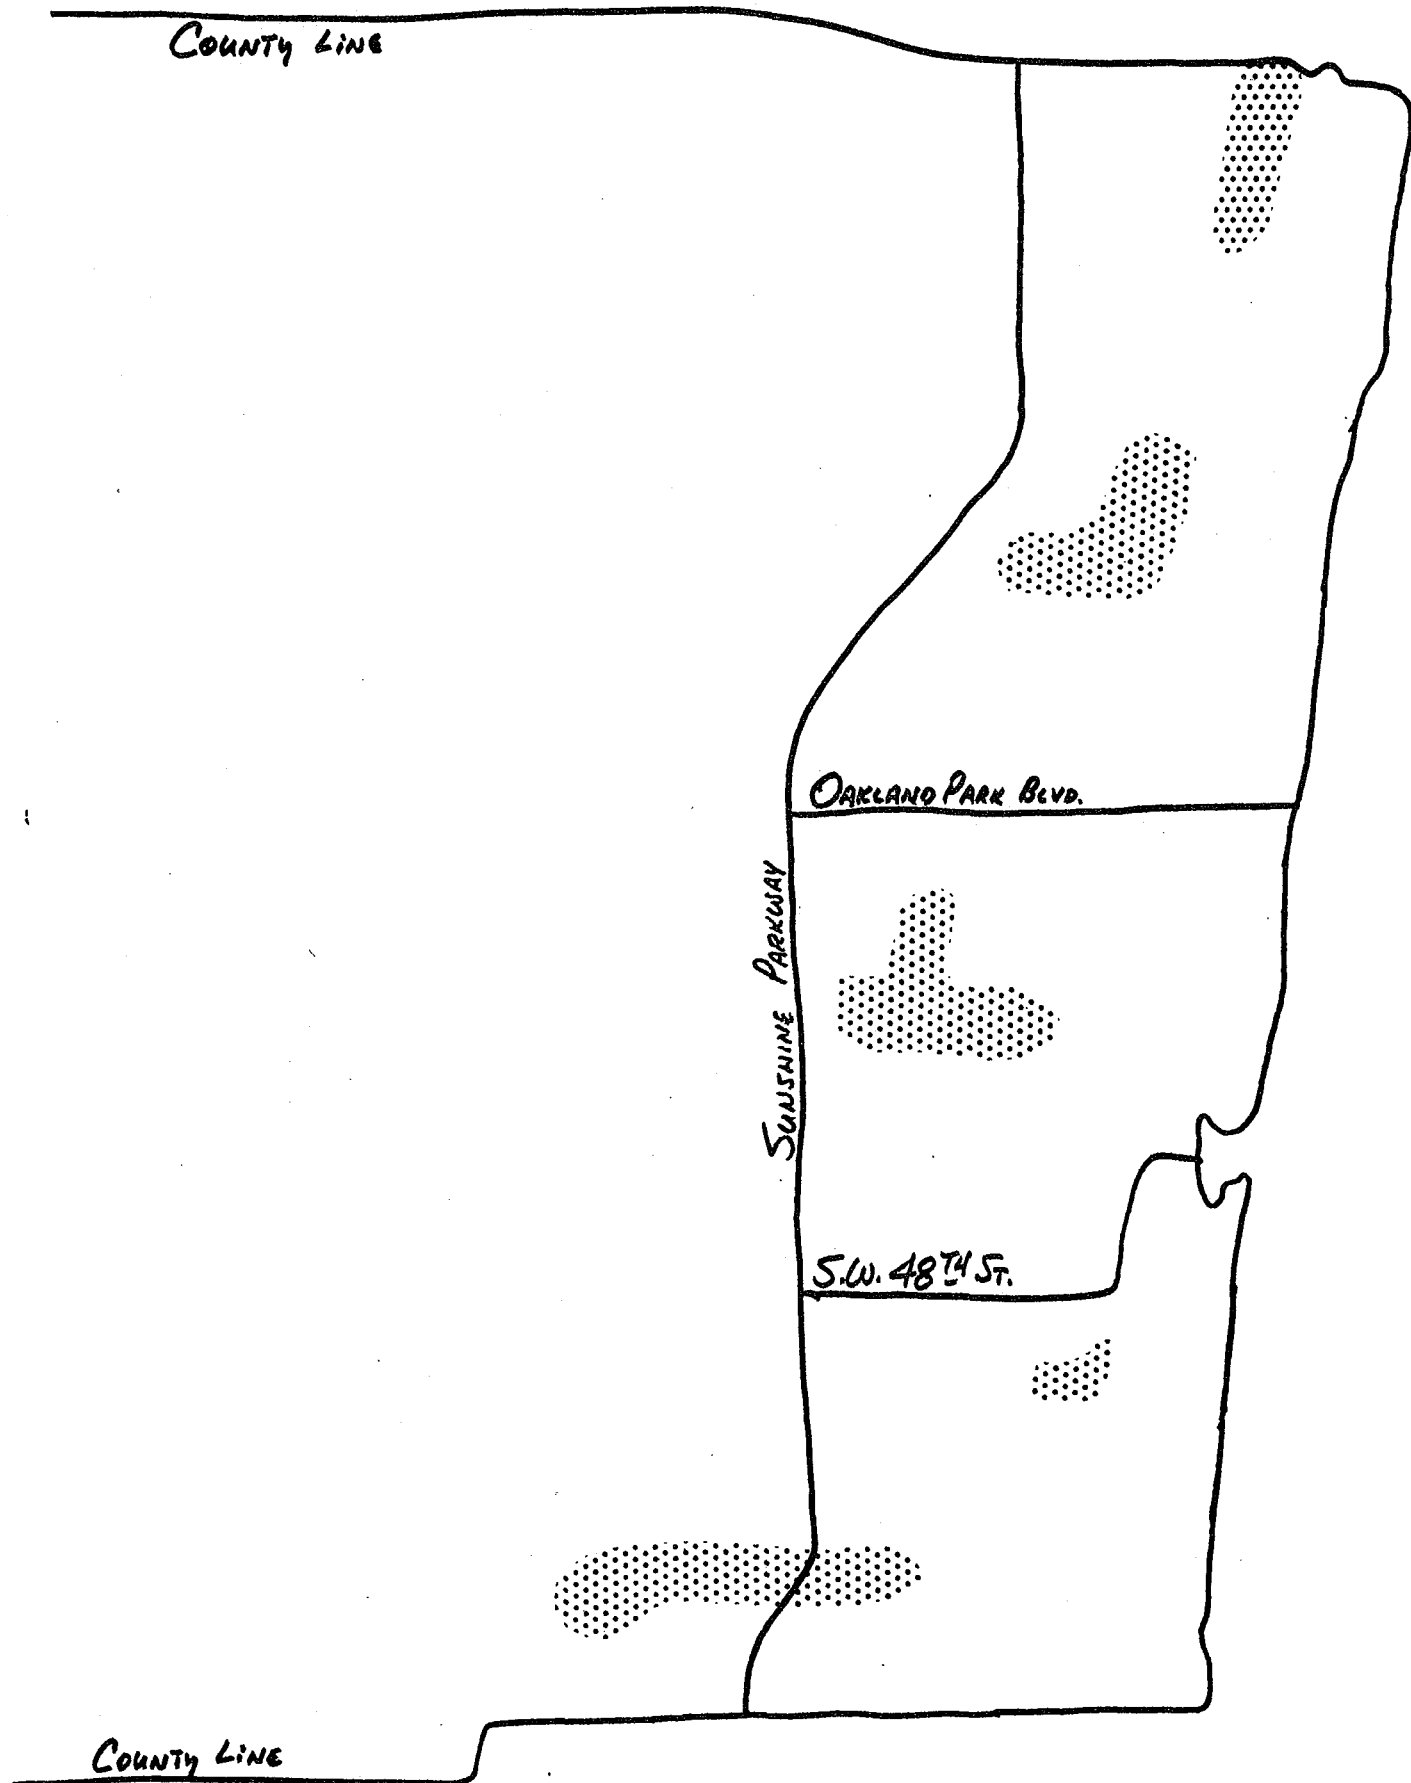 COUNTY LINE
OAKLAND PARK BLVD.
SUNSHINE PARKWAY
S.W. 48TH ST.
COUNTY LINE